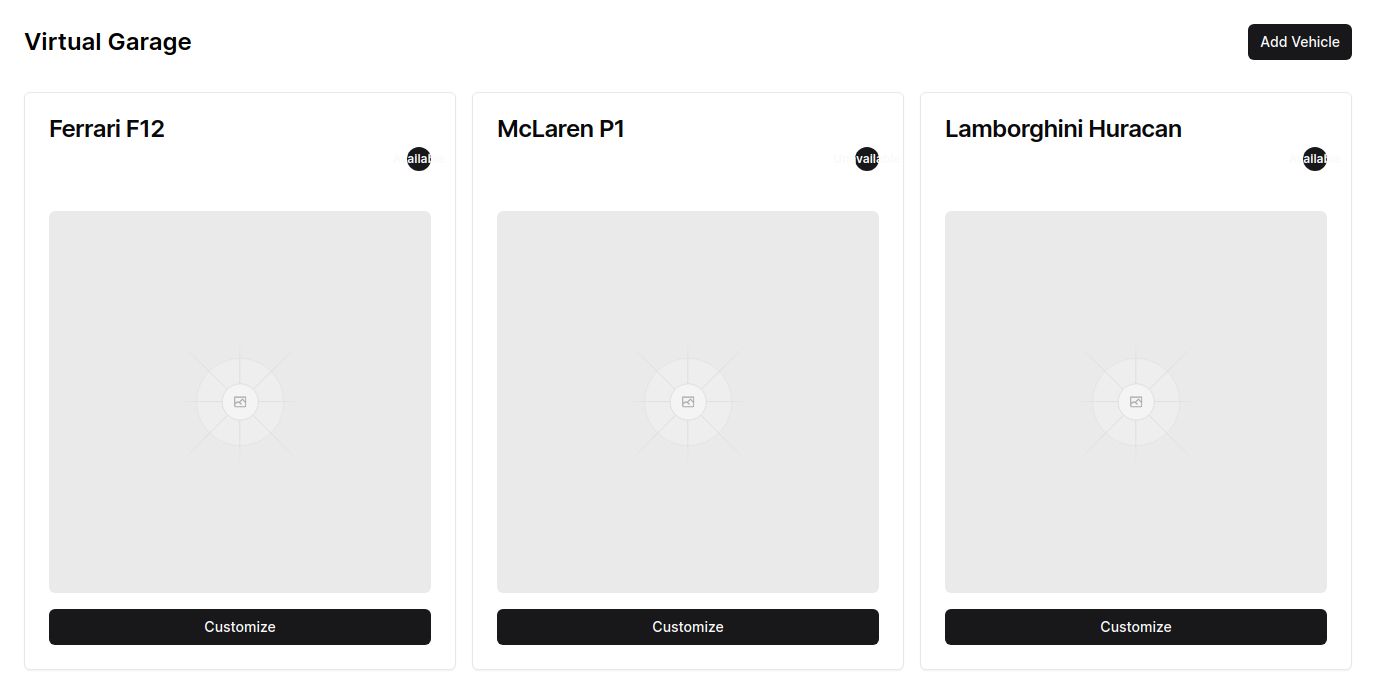 Virtual Garage
Add Vehicle
Ferrari F12
McLaren P1
Lamborghini Huracan
Available
Unavailable
Available
Customize
Customize
Customize